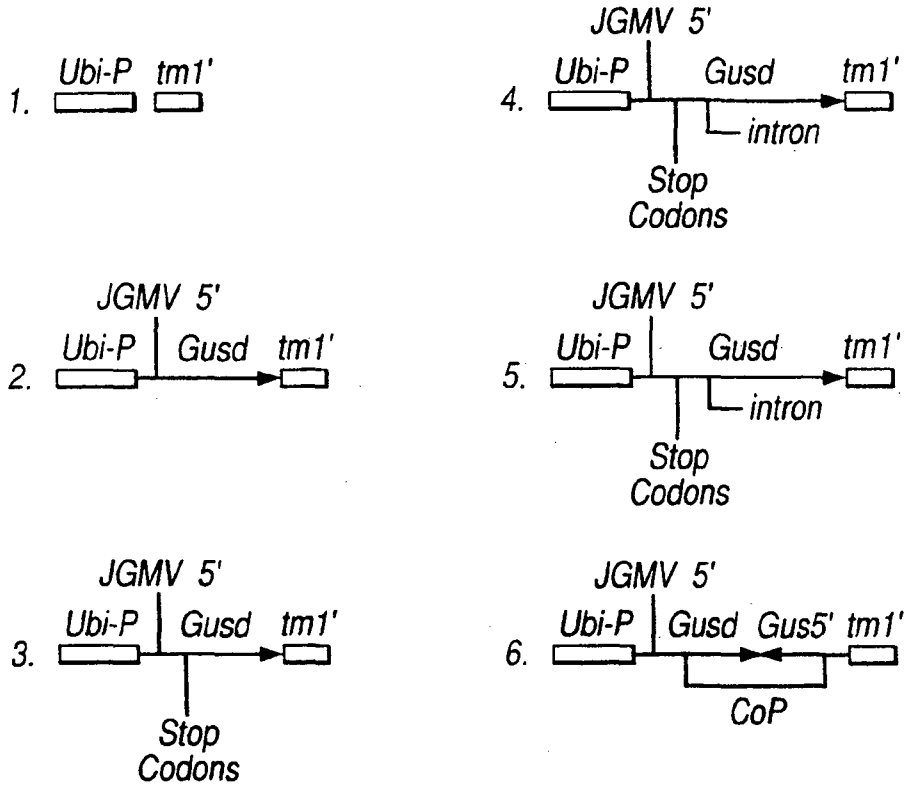 1.
Ubi-P tm1'
2.
JGMV 5'
Ubi-P Gusd tm1'
3.
JGMV 5'
Ubi-P Gusd tm1'
Stop
Codons
4.
JGMV 5'
Ubi-P Gusd tm1'
intron
Stop
Codons
5.
JGMV 5'
Ubi-P Gusd tm1'
intron
Stop
Codons
6.
JGMV 5'
Ubi-P Gusd Gus5' tm1'
CoP